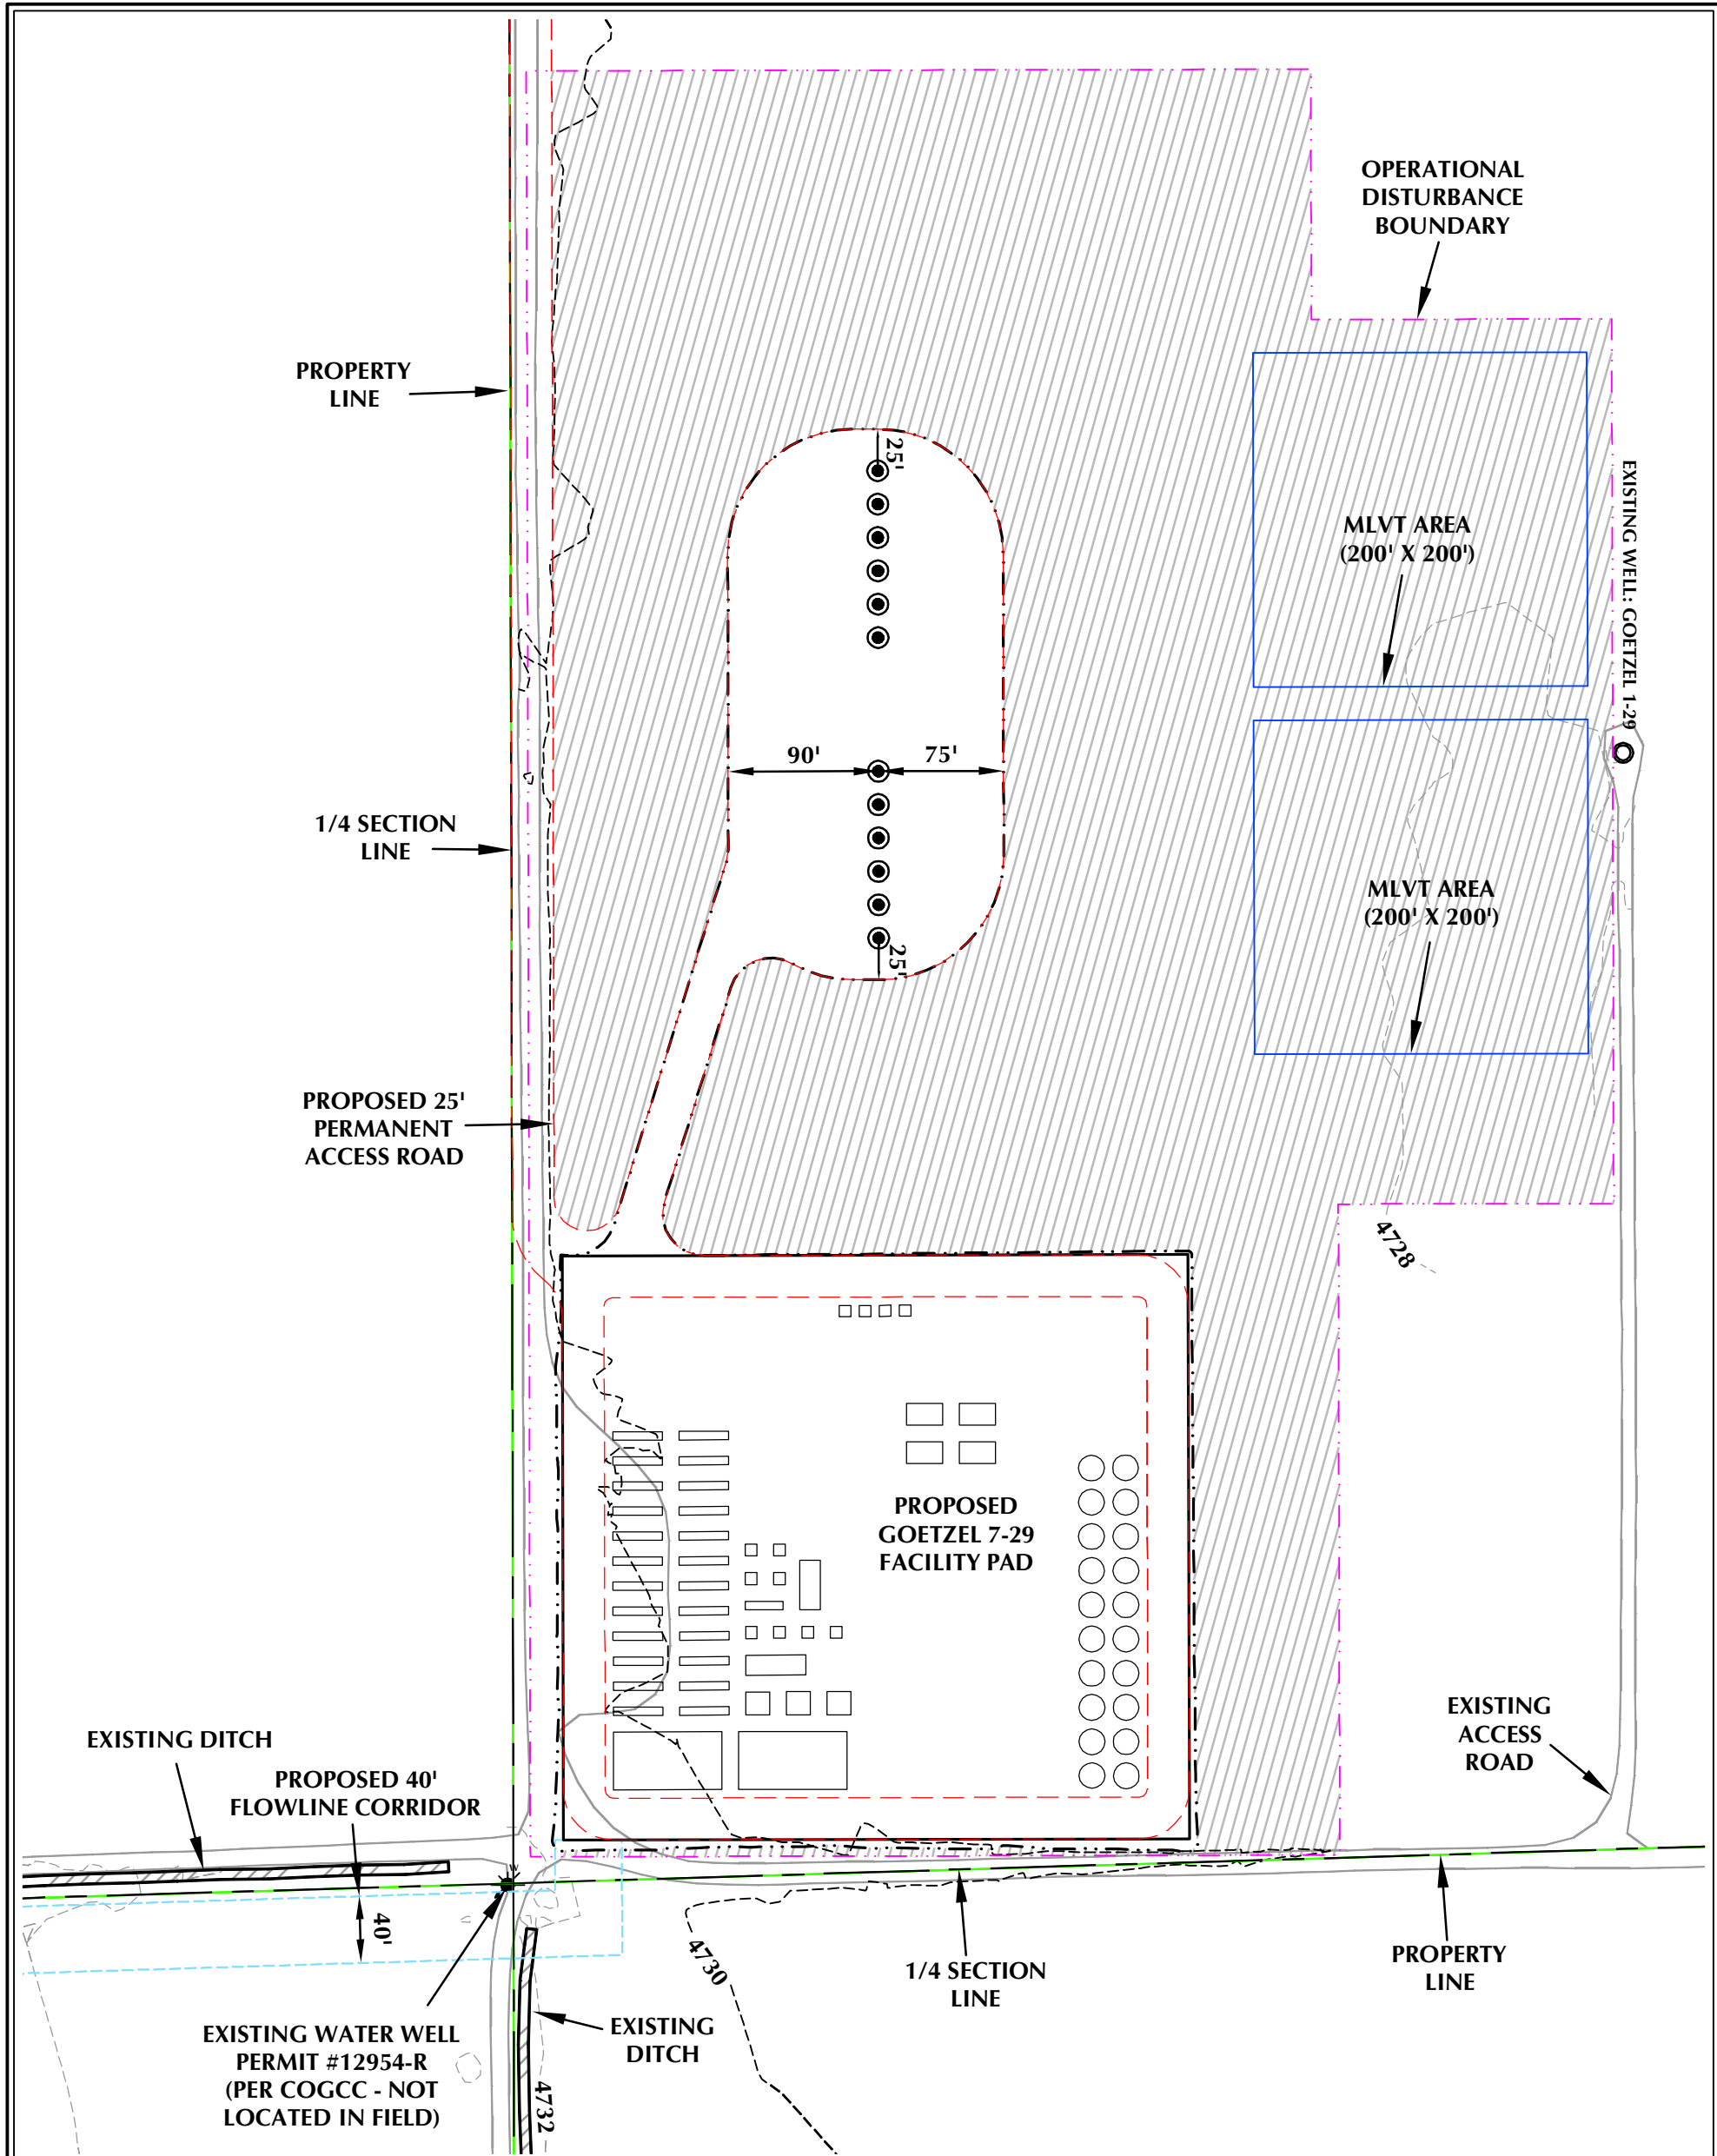 OPERATIONAL
DISTURBANCE
BOUNDARY
PROPERTY
LINE
25'
EXISTING WELL: GOETZEL 1-29
MLVT AREA
(200' X 200')
90'
75'
1/4 SECTION
LINE
MLVT AREA
(200' X 200')
25'
PROPOSED 25'
PERMANENT
ACCESS ROAD
4728
PROPOSED
GOETZEL 7-29
FACILITY PAD
EXISTING
ACCESS
ROAD
EXISTING DITCH
PROPOSED 40'
FLOWLINE CORRIDOR
40'
4730
1/4 SECTION
LINE
PROPERTY
LINE
EXISTING WATER WELL
PERMIT #12954-R
(PER COGCC - NOT
LOCATED IN FIELD)
EXISTING
DITCH
4732